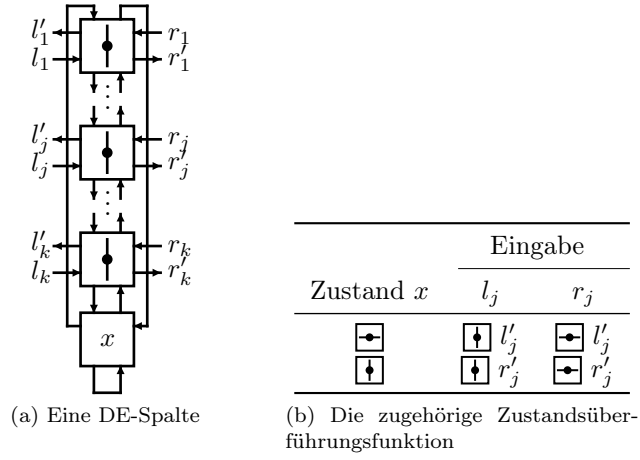 l′₁ r₁
l₁ r′₁
l′ⱼ rⱼ
lⱼ r′ⱼ
l′ₖ rₖ
lₖ r′ₖ
x
(a) Eine DE-Spalte
Eingabe
Zustand x lⱼ rⱼ
l′ⱼ l′ⱼ
r′ⱼ r′ⱼ
(b) Die zugehörige Zustandsüber-
führungsfunktion